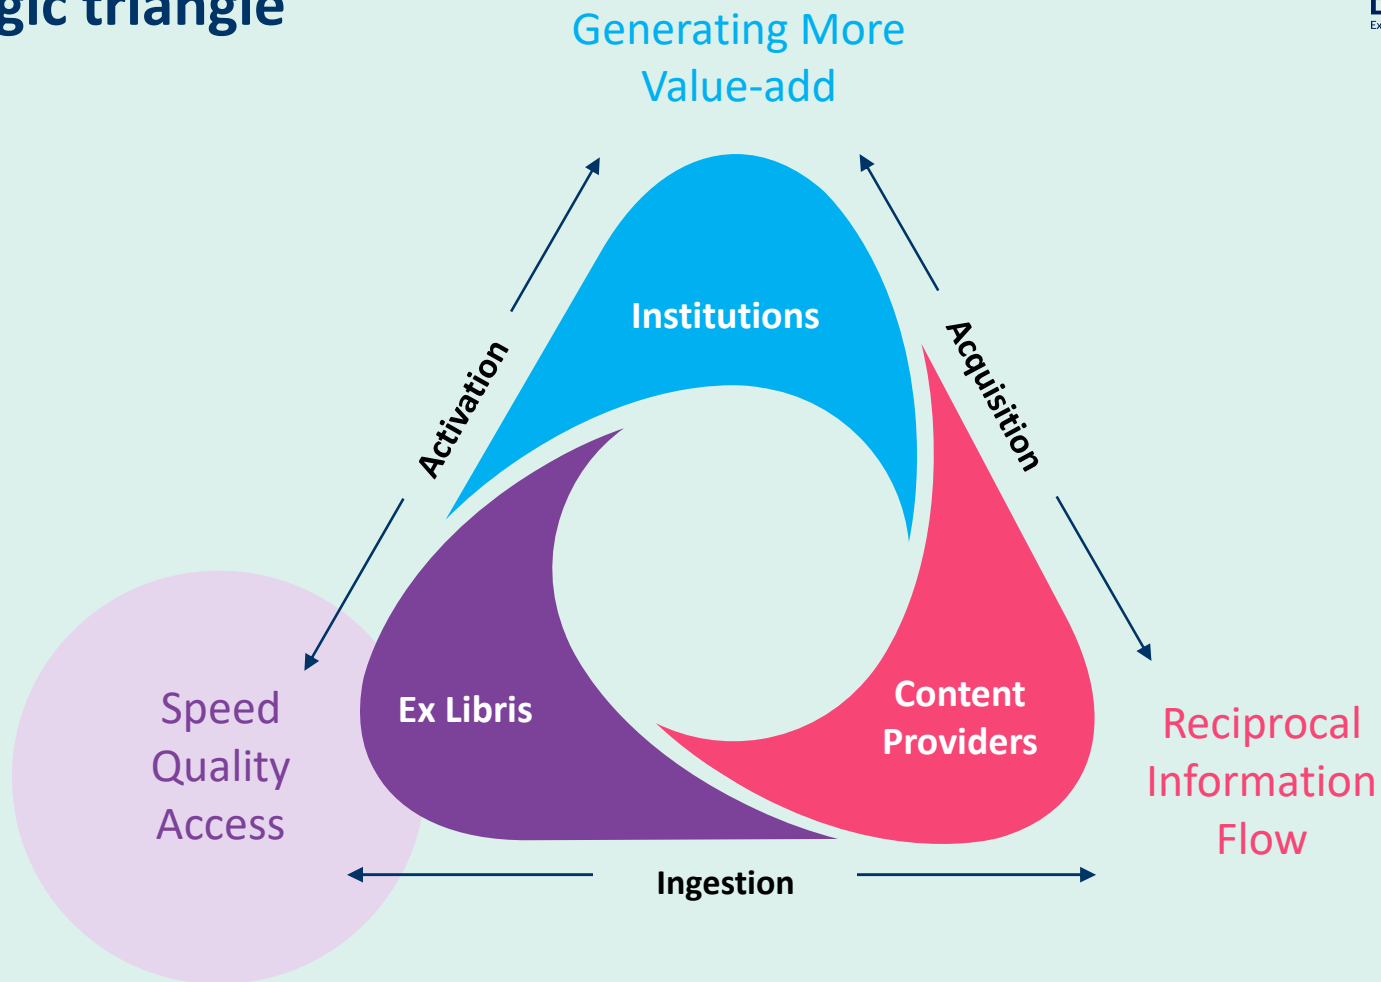 gic triangle
Ex
Generating More
Value-add
Institutions
Activation
Acquisition
Speed
Quality
Access
Ex Libris
Content
Providers
Reciprocal
Information
Flow
Ingestion